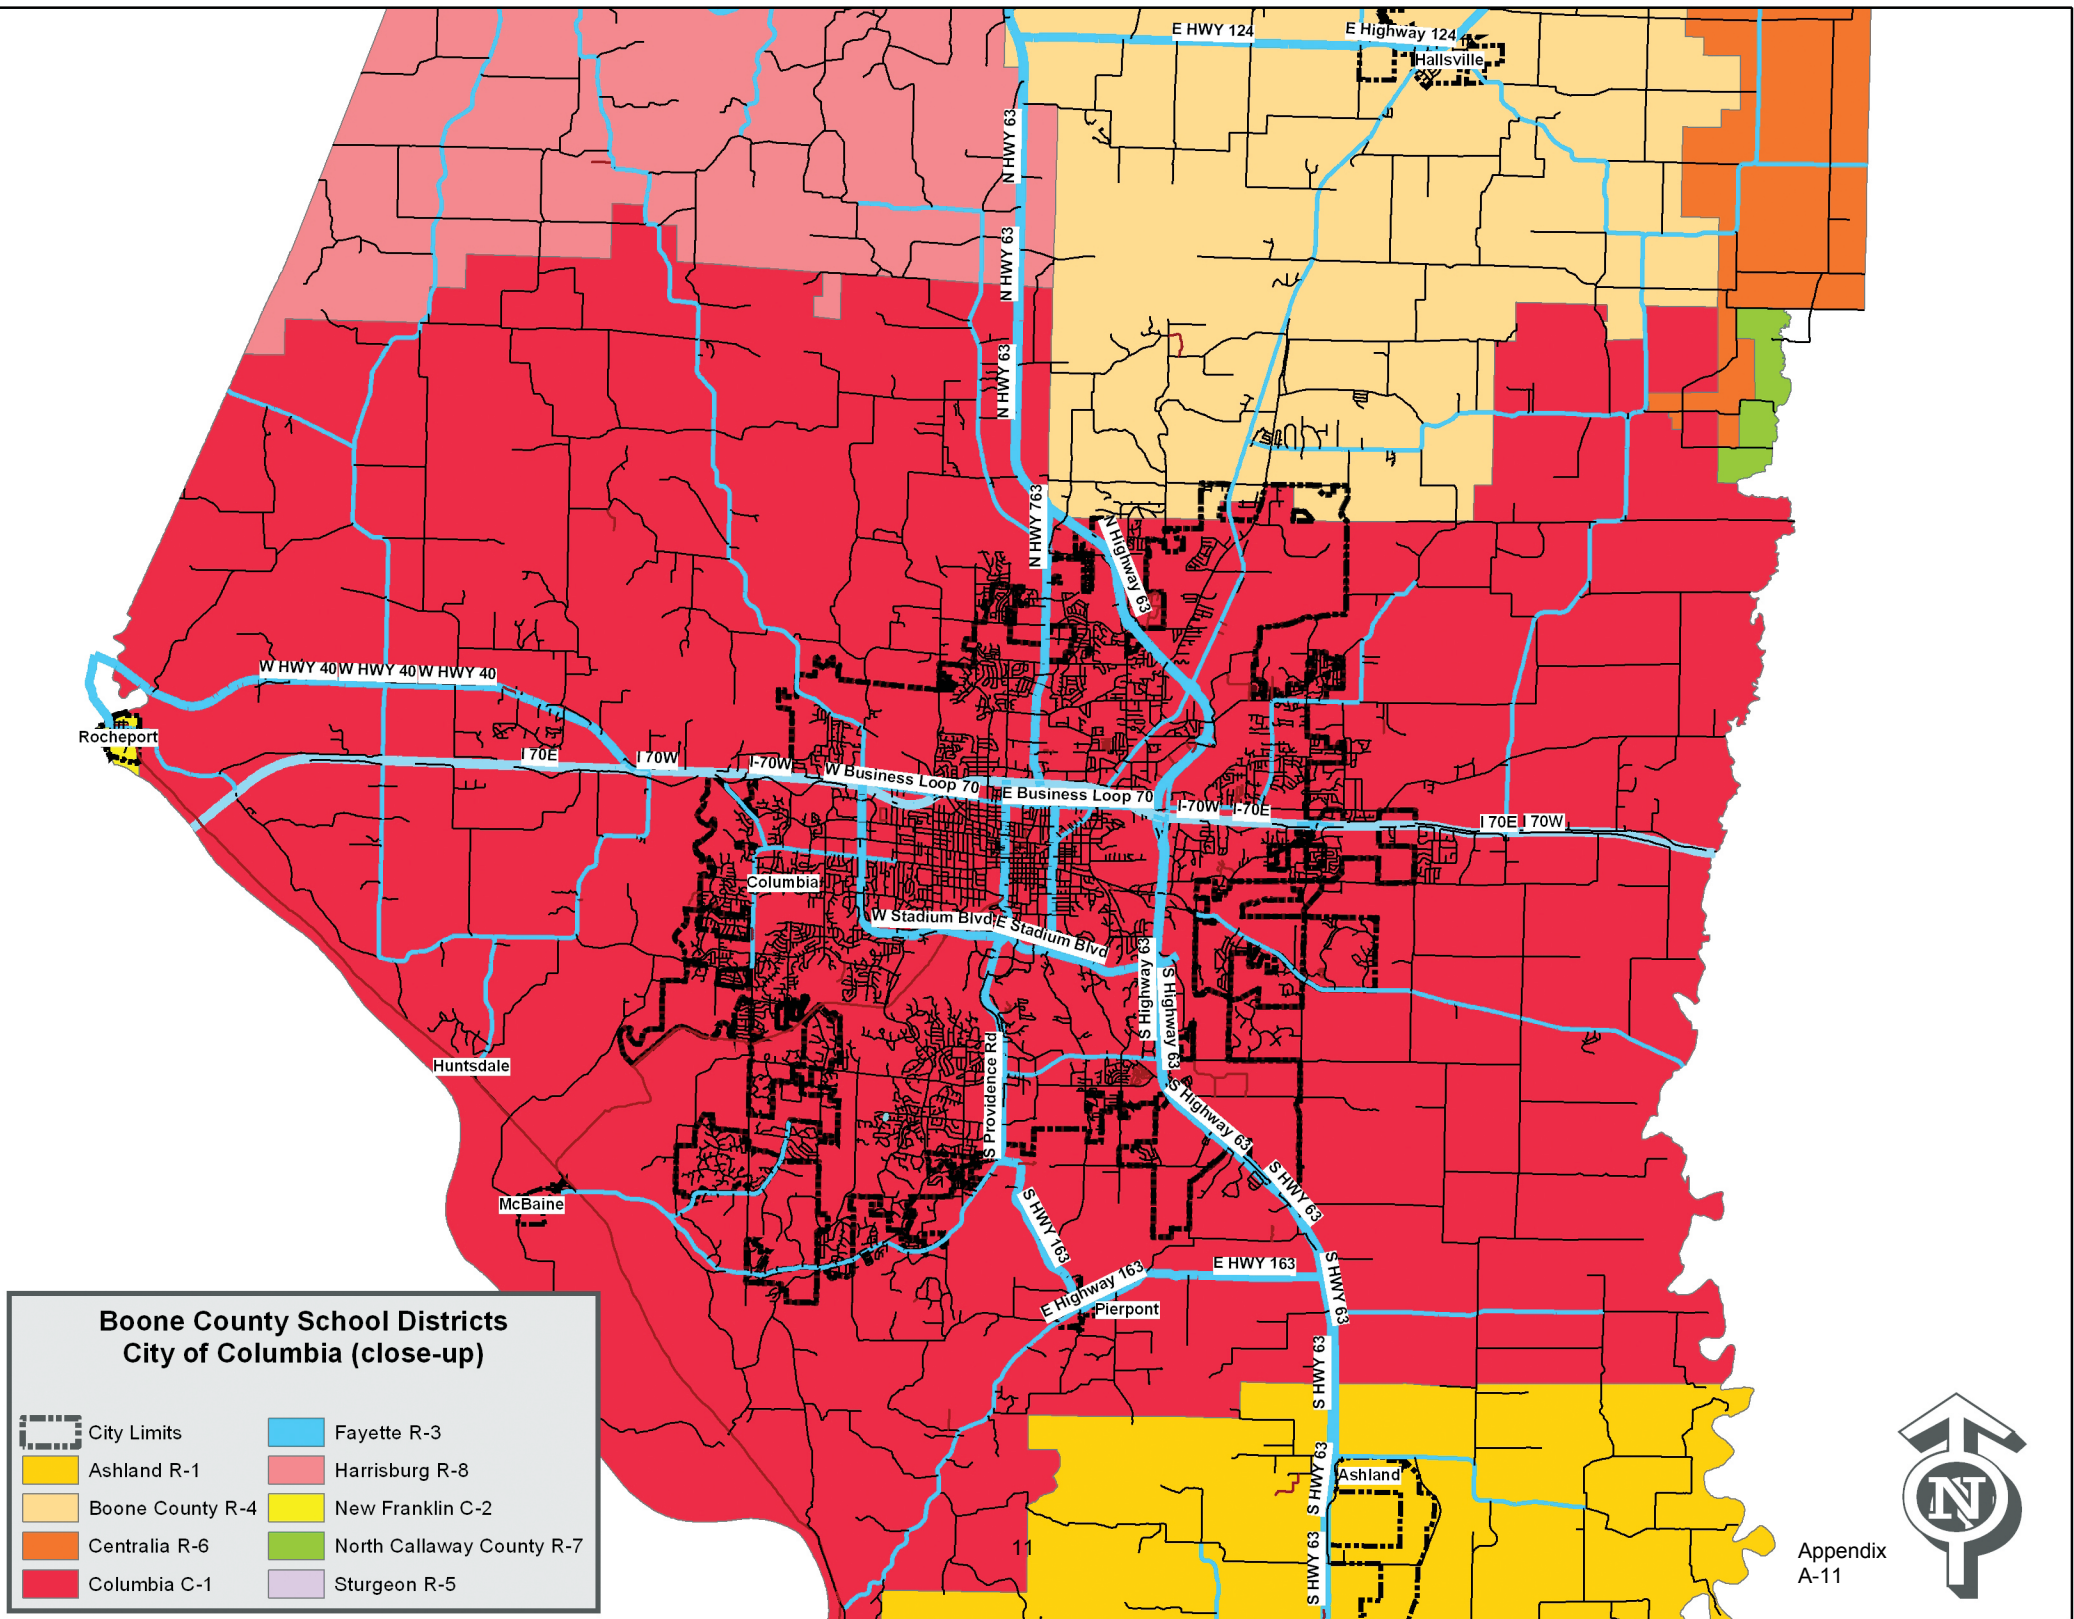 E HWY 124
E Highway 124
Hallsville
N HWY 63
N HWY 63
N HWY 63
N HWY 763
N Highway 63
W HWY 40
W HWY 40
W HWY 40
Rocheport
I 70E
I 70W
I-70W
W Business Loop 70
E Business Loop 70
I-70W
I-70E
I 70E
I 70W
Columbia
W Stadium Blvd
E Stadium Blvd
S Highway 63
S Highway 63
Huntsdale
S Providence Rd
S Highway 63
McBaine
S HWY 63
S HWY 163
E HWY 163
E Highway 163
Pierpont
S HWY 63
S HWY 63
S HWY 63
Ashland
S HWY 63
11
Boone County School Districts
City of Columbia (close-up)
City Limits
Ashland R-1
Boone County R-4
Centralia R-6
Columbia C-1
Fayette R-3
Harrisburg R-8
New Franklin C-2
North Callaway County R-7
Sturgeon R-5
N
Appendix
A-11